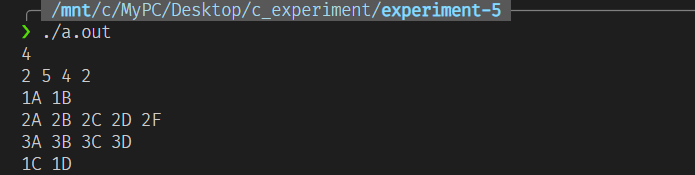 /mnt/c/MyPC/Desktop/c_experiment/experiment-5
❯ ./a.out
4
2 5 4 2
1A 1B
2A 2B 2C 2D 2F
3A 3B 3C 3D
1C 1D